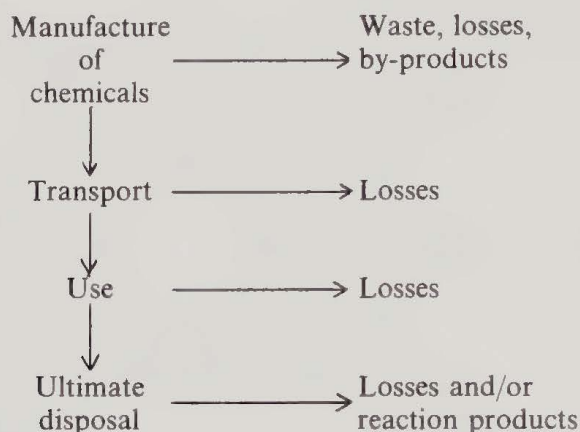 Manufacture
of
chemicals
Waste, losses,
by-products
Transport
Losses
Use
Losses
Ultimate
disposal
Losses and/or
reaction products